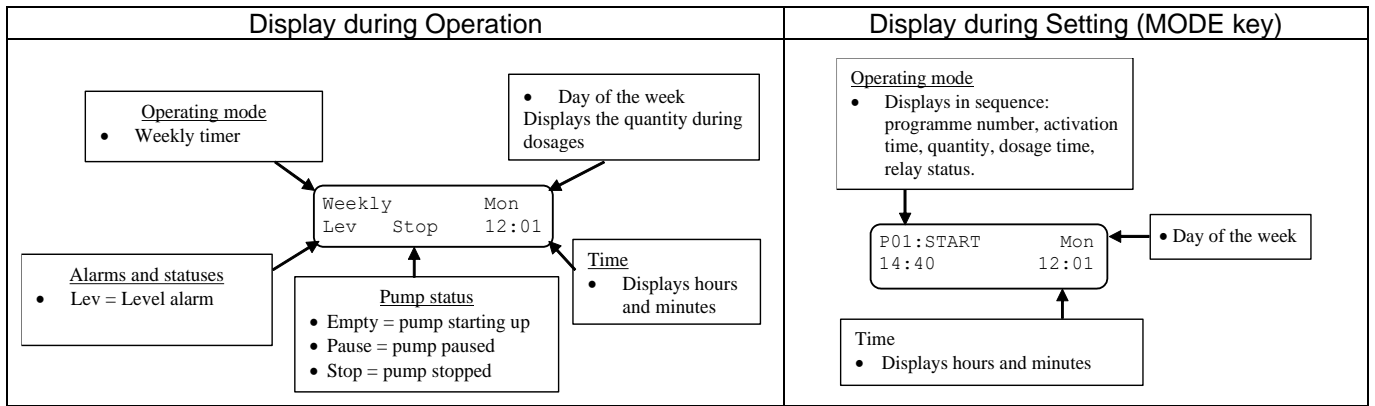 Display during Operation
Operating mode
• Weekly timer
• Day of the week
Displays the quantity during
dosages
Weekly Mon
Lev Stop 12:01
Alarms and statuses
• Lev = Level alarm
Pump status
• Empty = pump starting up
• Pause = pump paused
• Stop = pump stopped
Time
• Displays hours
and minutes
Display during Setting (MODE key)
Operating mode
• Displays in sequence:
programme number, activation
time, quantity, dosage time,
relay status.
P01:START Mon
14:40 12:01
• Day of the week
Time
• Displays hours and minutes